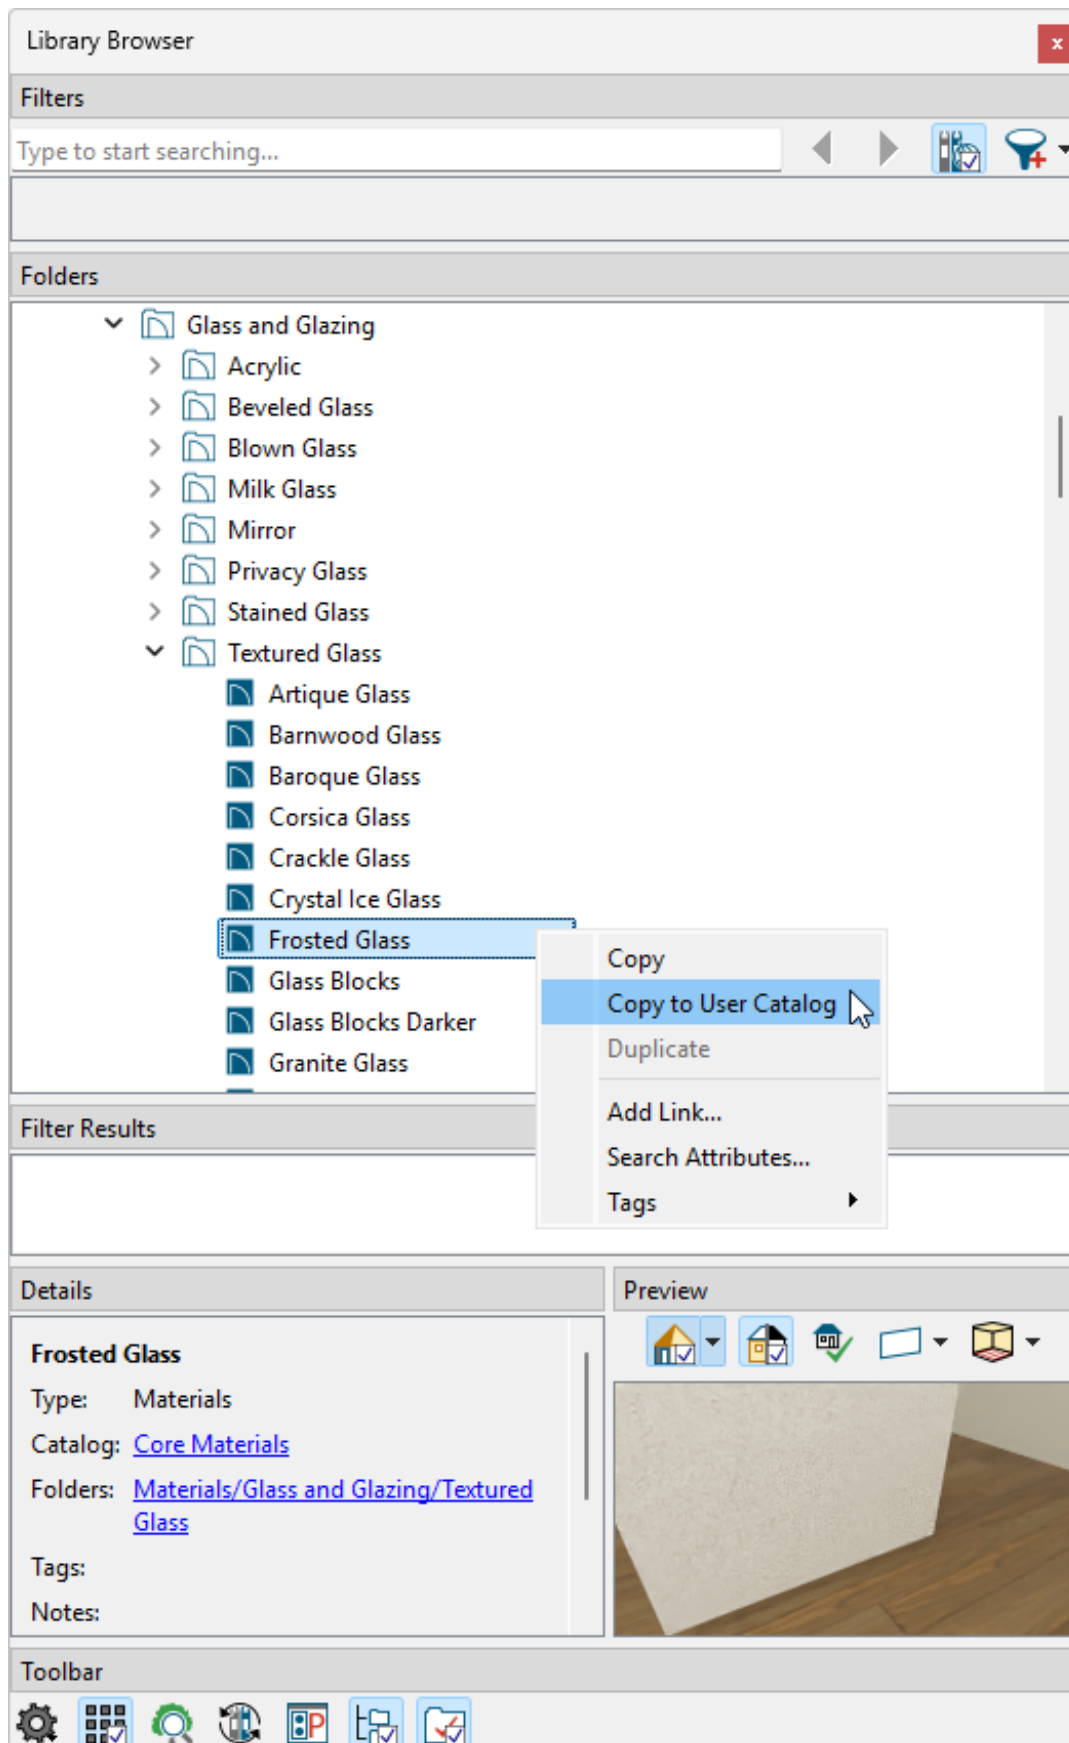 Library Browser
x
Filters
Type to start searching...
Folders
Glass and Glazing
Acrylic
Beveled Glass
Blown Glass
Milk Glass
Mirror
Privacy Glass
Stained Glass
Textured Glass
Artique Glass
Barnwood Glass
Baroque Glass
Corsica Glass
Crackle Glass
Crystal Ice Glass
Frosted Glass
Glass Blocks
Glass Blocks Darker
Granite Glass
Copy
Copy to User Catalog
Duplicate
Add Link...
Search Attributes...
Tags
Filter Results
Details
Frosted Glass
Type: Materials
Catalog: Core Materials
Folders: Materials/Glass and Glazing/Textured
Glass
Tags:
Notes:
Preview
Toolbar
P